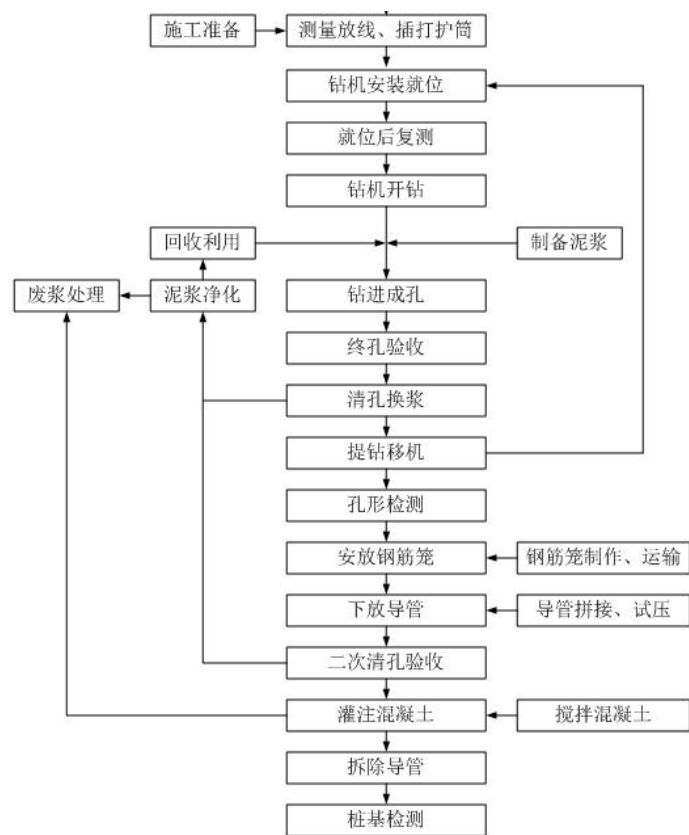 施工准备
测量放线、插打护筒
钻机安装就位
就位后复测
钻机开钻
回收利用
制备泥浆
废浆处理
泥浆净化
钻进成孔
终孔验收
清孔换浆
提钻移机
孔形检测
安放钢筋笼
钢筋笼制作、运输
下放导管
导管拼接、试压
二次清孔验收
灌注混凝土
搅拌混凝土
拆除导管
桩基检测